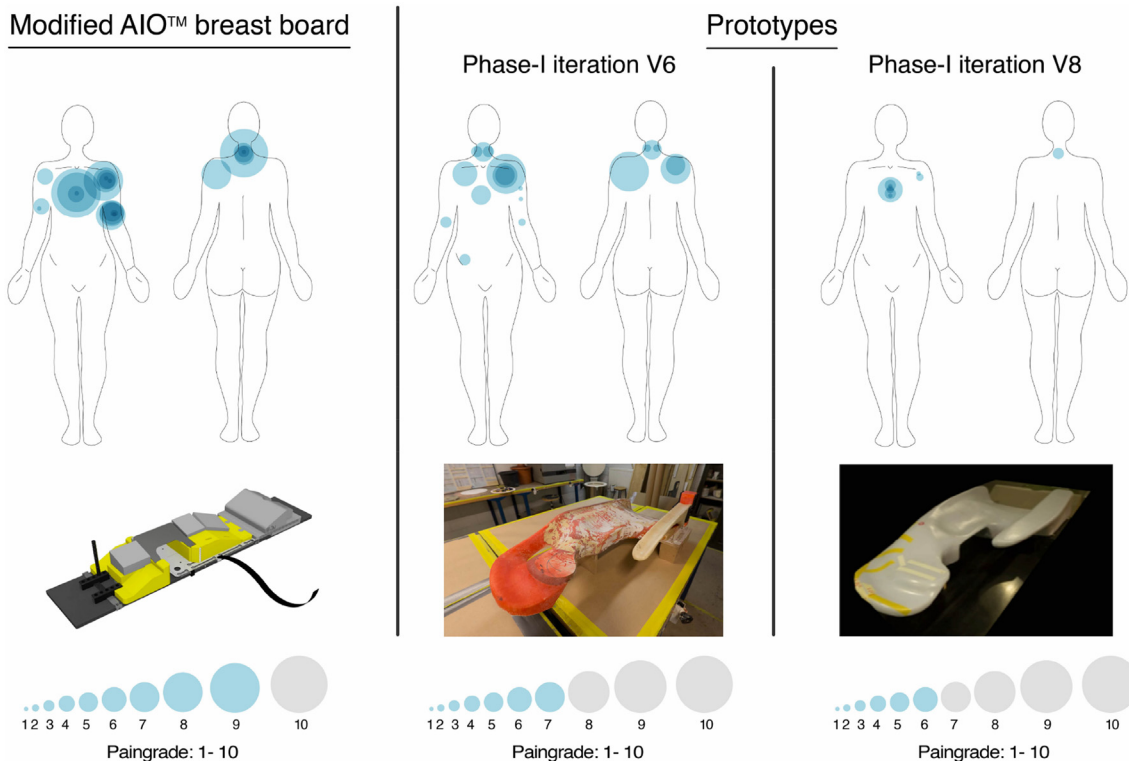 Modified AIO™ breast board
Prototypes
Phase-I iteration V6
Phase-I iteration V8
1 2 3 4 5 6 7 8 9 10
Paingrade: 1- 10
1 2 3 4 5 6 7 8 9 10
Paingrade: 1- 10
1 2 3 4 5 6 7 8 9 10
Paingrade: 1- 10